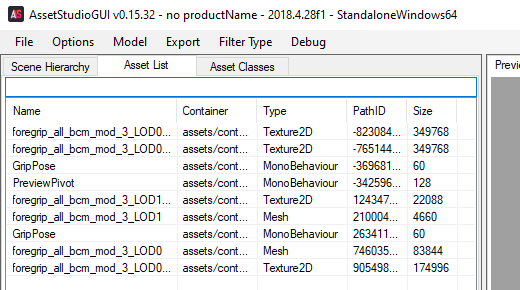 AS AssetStudioGUI v0.15.32 - no productName - 2018.4.28f1 - StandaloneWindows64
File Options Model Export Filter Type Debug
Scene Hierarchy Asset List Asset Classes Previ
Name Container Type PathID Size
foregrip_all_bcm_mod_3_LOD0... assets/cont... Texture2D -823084... 349768
foregrip_all_bcm_mod_3_LOD0... assets/cont... Texture2D -765144... 349768
GripPose assets/cont... MonoBehaviour -369681... 60
PreviewPivot assets/cont... MonoBehaviour -342596... 128
foregrip_all_bcm_mod_3_LOD1... assets/cont... Texture2D 124347... 22088
foregrip_all_bcm_mod_3_LOD1 assets/cont... Mesh 210004... 4660
GripPose assets/cont... MonoBehaviour 263411... 60
foregrip_all_bcm_mod_3_LOD0 assets/cont... Mesh 746035... 83844
foregrip_all_bcm_mod_3_LOD0... assets/cont... Texture2D 905498... 174996